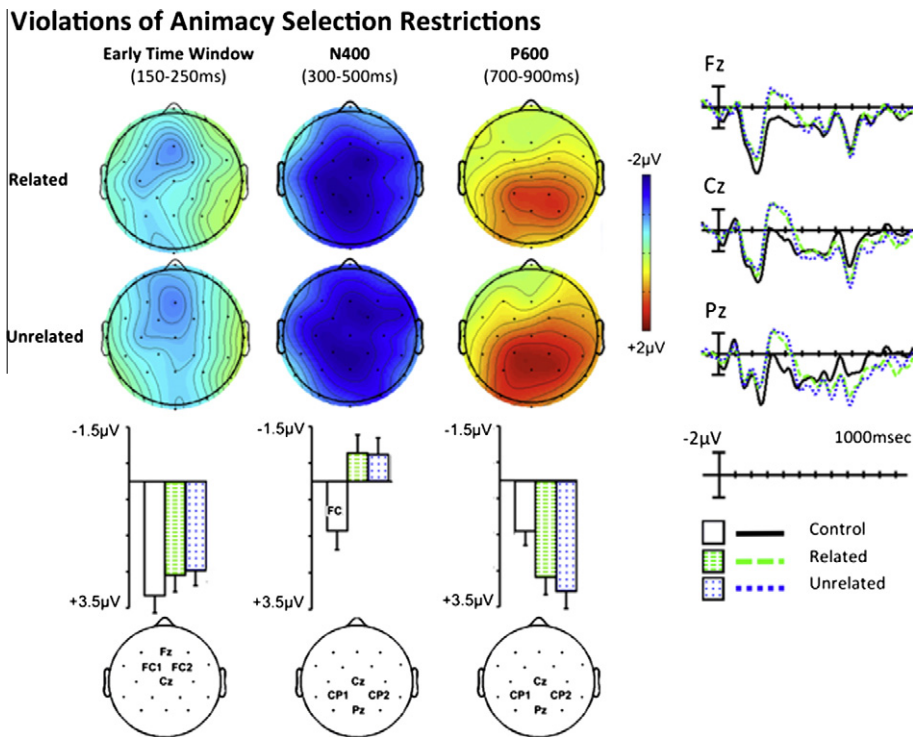 Violations of Animacy Selection Restrictions
Early Time Window
(150-250ms)
N400
(300-500ms)
P600
(700-900ms)
Related
Unrelated
-2µV
+2µV
-1.5µV
+3.5µV
-1.5µV
FC
+3.5µV
-1.5µV
+3.5µV
Fz
FC1 FC2
Cz
Cz
CP1 CP2
Pz
Cz
CP1 CP2
Pz
Fz
Cz
Pz
-2µV 1000msec
Control
Related
Unrelated